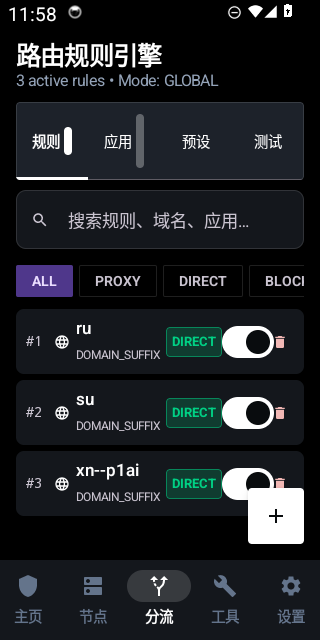 11:58
路由规则引擎
3 active rules • Mode: GLOBAL
规则 应用 预设 测试
搜索规则、域名、应用...
ALL PROXY DIRECT BLOCK
#1 ru DIRECT
DOMAIN_SUFFIX
#2 su DIRECT
DOMAIN_SUFFIX
#3 xn--p1ai DIRECT
DOMAIN_SUFFIX
+
主页 节点 分流 工具 设置